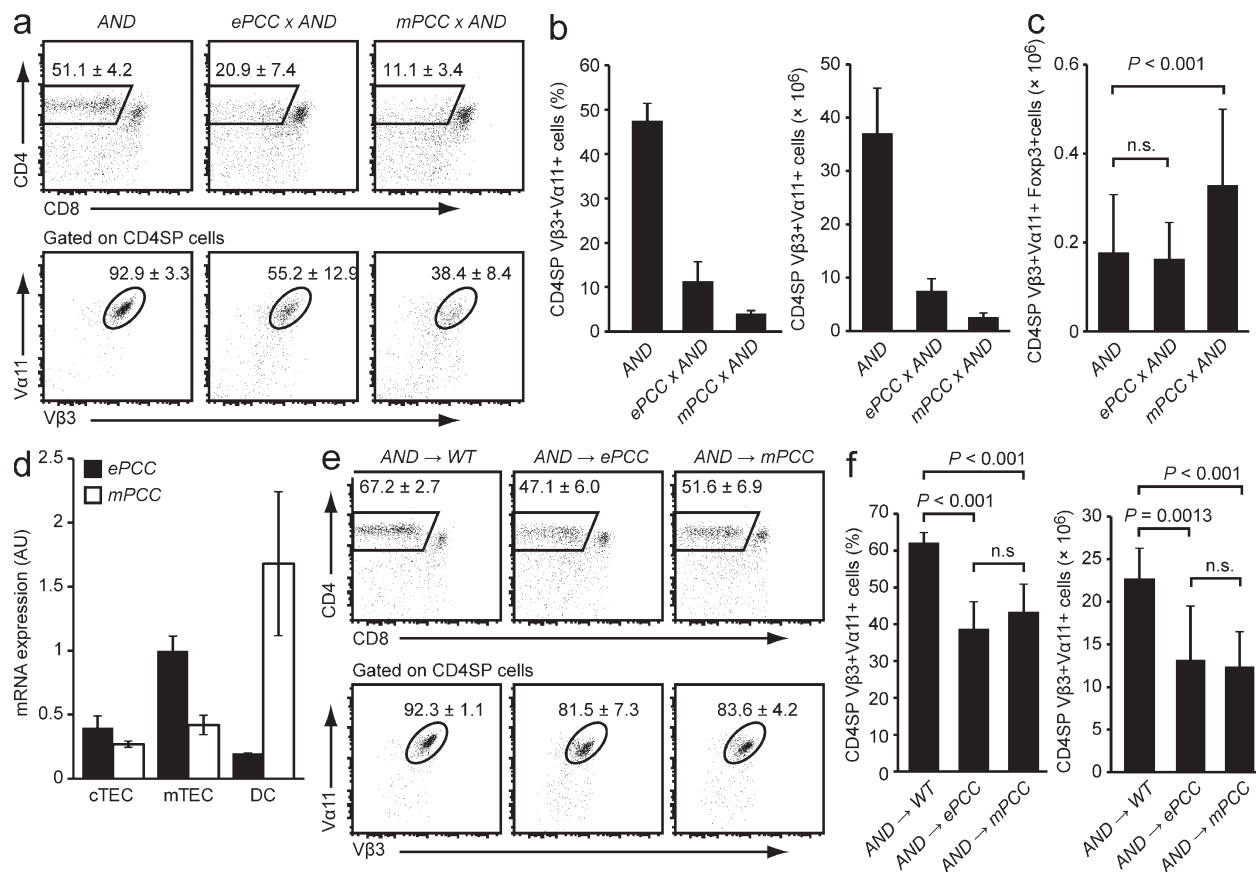 a
AND
ePCC x AND
mPCC x AND
51.1 ± 4.2
20.9 ± 7.4
11.1 ± 3.4
CD4
CD8
Gated on CD4SP cells
92.9 ± 3.3
55.2 ± 12.9
38.4 ± 8.4
Vα11
Vβ3
b
CD4SP Vβ3+Vα11+ cells (%)
60
50
40
30
20
10
0
AND
ePCC x AND
mPCC x AND
CD4SP Vβ3+Vα11+ cells (× 10⁶)
50
40
30
20
10
0
AND
ePCC x AND
mPCC x AND
c
CD4SP Vβ3+Vα11+ Foxp3+cells (× 10⁶)
0.6
0.4
0.2
0
P < 0.001
n.s.
AND
ePCC x AND
mPCC x AND
d
mRNA expression (AU)
2.5
2
1.5
1
0.5
0
ePCC
mPCC
cTEC
mTEC
DC
e
AND → WT
AND → ePCC
AND → mPCC
67.2 ± 2.7
47.1 ± 6.0
51.6 ± 6.9
CD4
CD8
Gated on CD4SP cells
92.3 ± 1.1
81.5 ± 7.3
83.6 ± 4.2
Vα11
Vβ3
f
CD4SP Vβ3+Vα11+ cells (%)
70
60
50
40
30
20
10
0
P < 0.001
P < 0.001
n.s
AND → WT
AND → ePCC
AND → mPCC
CD4SP Vβ3+Vα11+ cells (× 10⁶)
30
25
21
15
10
5
0
P < 0.001
P = 0.0013
n.s.
AND → WT
AND → ePCC
AND → mPCC